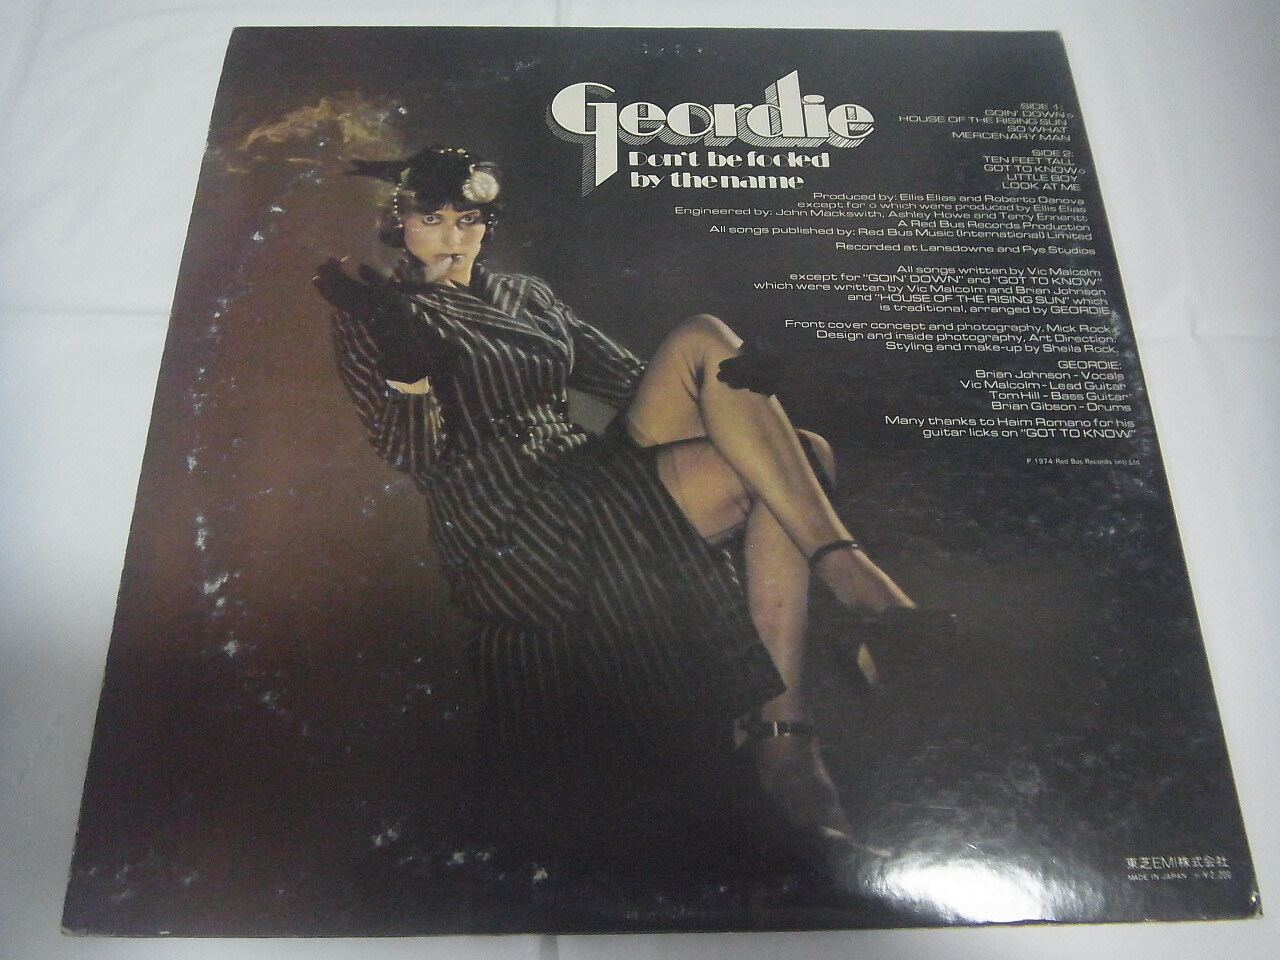 Geordie
Don't be fooled
by the name
SIDE 1:
GOIN' DOWN◦
HOUSE OF THE RISING SUN
SO WHAT
MERCENARY MAN
SIDE 2:
TEN FEET TALL
GOT TO KNOW◦
LITTLE BOY
LOOK AT ME
Produced by: Ellis Elias and Roberto Danova
except for ◦ which were produced by Ellis Elias
Engineered by: John Mackswith, Ashley Howe and Terry Enneritt
A Red Bus Records Production
All songs published by: Red Bus Music (International) Limited
Recorded at Lansdowne and Pye Studios
All songs written by Vic Malcolm
except for "GOIN' DOWN" and "GOT TO KNOW"
which were written by Vic Malcolm and Brian Johnson
and "HOUSE OF THE RISING SUN" which
is traditional, arranged by GEORDIE.
Front cover concept and photography, Mick Rock.
Design and inside photography, Art Direction.
Styling and make-up by Sheila Rock.
GEORDIE:
Brian Johnson - Vocals
Vic Malcolm - Lead Guitar
Tom Hill - Bass Guitar
Brian Gibson - Drums
Many thanks to Haim Romano for his
guitar licks on "GOT TO KNOW"
P 1974 Red Bus Records (Int) Ltd
東芝EMI株式会社
MADE IN JAPAN ¥2,200